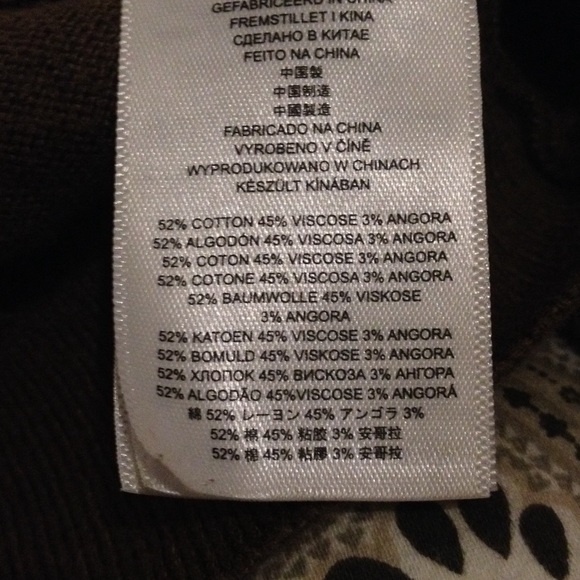 GEFABRICEERD IN CHINA
FREMSTILLET I KINA
СДЕЛАНО В КИТАЕ
FEITO NA CHINA
中国製
中国制造
中國製造
FABRICADO NA CHINA
VYROBENO V ČÍNĚ
WYPRODUKOWANO W CHINACH
KÉSZÜLT KÍNÁBAN
52% COTTON 45% VISCOSE 3% ANGORA
52% ALGODÓN 45% VISCOSA 3% ANGORA
52% COTON 45% VISCOSE 3% ANGORA
52% COTONE 45% VISCOSA 3% ANGORA
52% BAUMWOLLE 45% VISKOSE
3% ANGORA
52% KATOEN 45% VISCOSE 3% ANGORA
52% BOMULD 45% VISKOSE 3% ANGORA
52% ХЛОПОК 45% ВИСКОЗА 3% АНГОРА
52% ALGODÃO 45%VISCOSE 3% ANGORÁ
綿 52% レーヨン 45% アンゴラ 3%
52% 棉 45% 粘胶 3% 安哥拉
52% 棉 45% 粘膠 3% 安哥拉